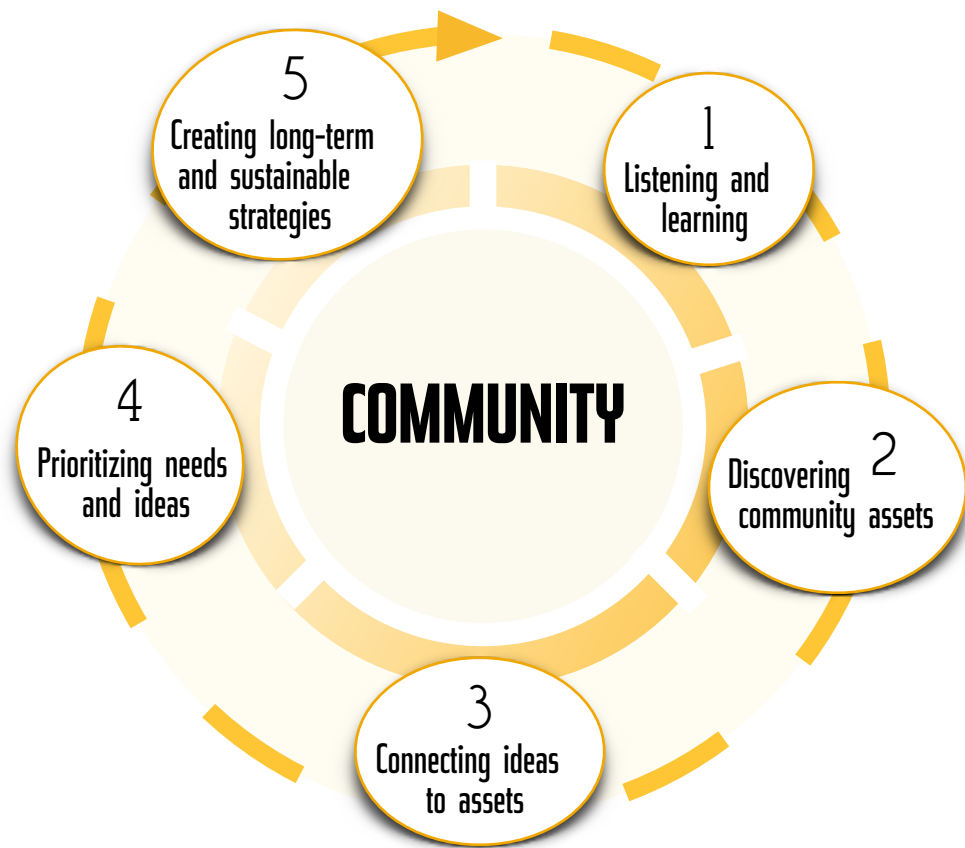 1
Listening and
learning
2
Discovering
community assets
3
Connecting ideas
to assets
4
Prioritizing needs
and ideas
5
Creating long-term
and sustainable
strategies
COMMUNITY